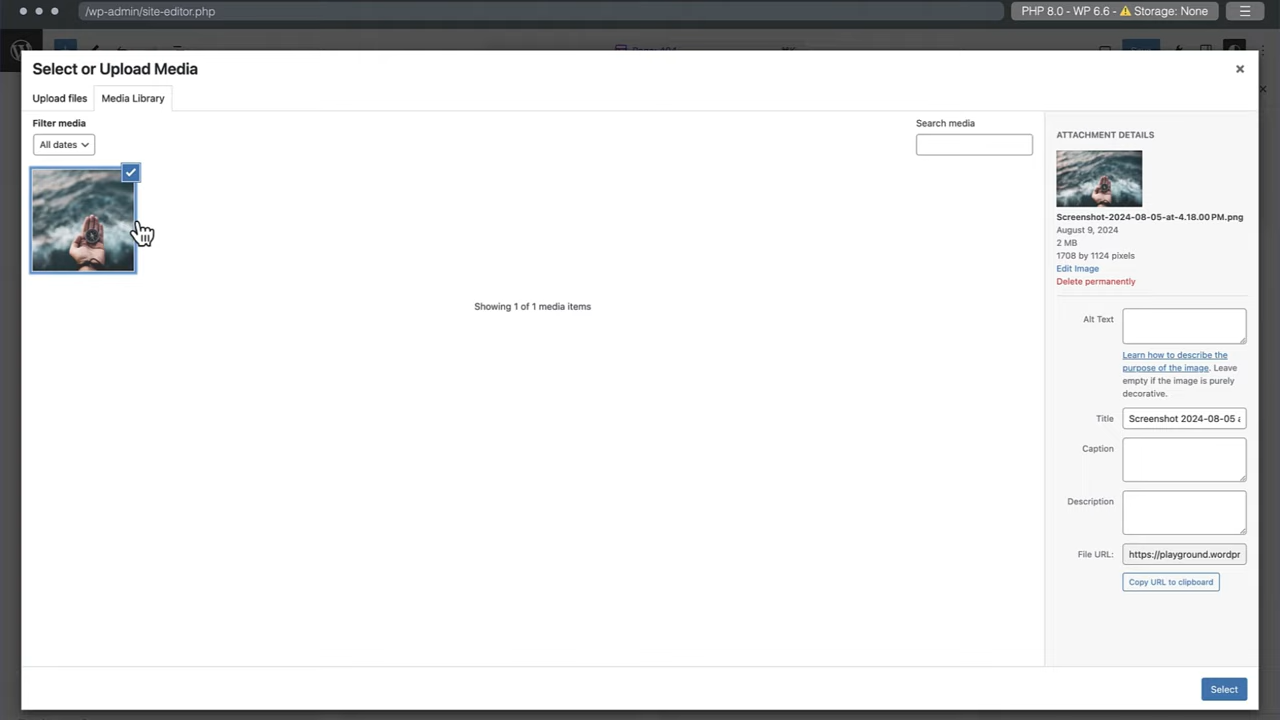 /wp-admin/site-editor.php
PHP 8.0 - WP 6.6 - ⚠ Storage: None
Select or Upload Media
Upload files
Media Library
Filter media
All dates
Search media
Showing 1 of 1 media items
ATTACHMENT DETAILS
Screenshot-2024-08-05-at-4.18.00 PM.png
August 9, 2024
2 MB
1708 by 1124 pixels
Edit Image
Delete permanently
Alt Text
Learn how to describe the
purpose of the image. Leave
empty if the image is purely
decorative.
Title
Screenshot 2024-08-05
Caption
Description
File URL:
https://playground.wordpr
Copy URL to clipboard
Select